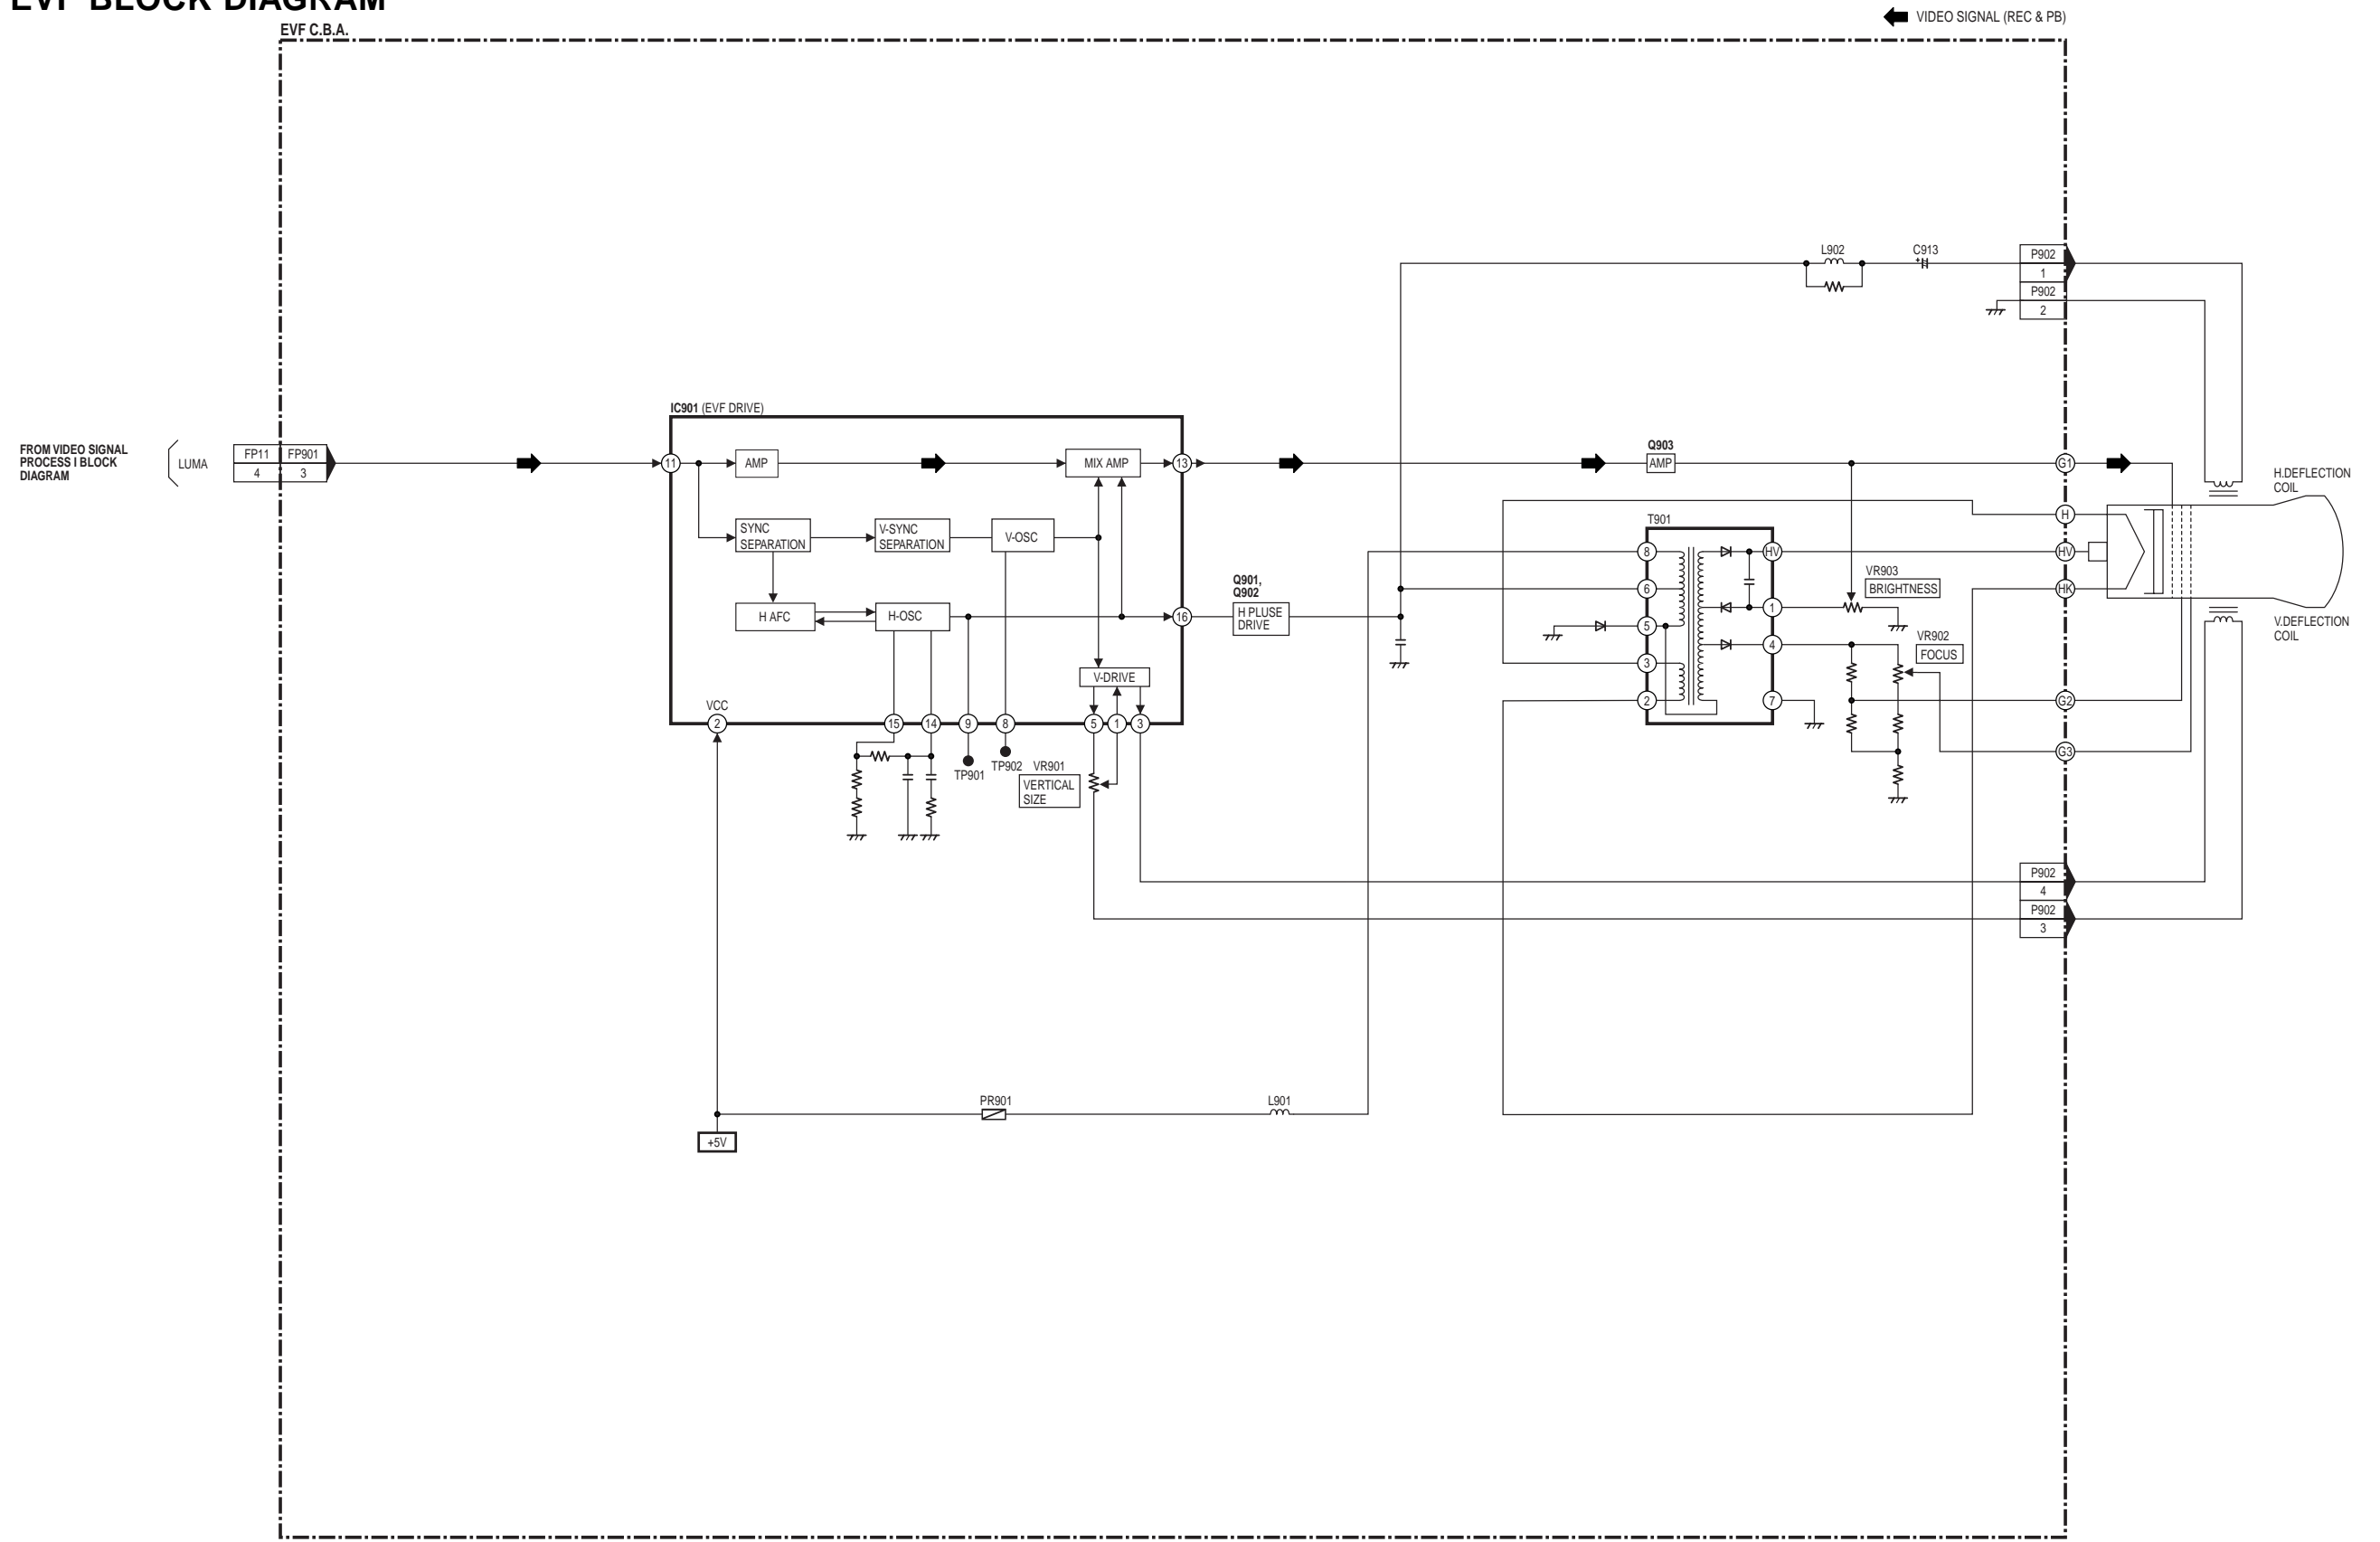 EVF BLOCK DIAGRAM
VIDEO SIGNAL (REC & PB)
EVF C.B.A.
L902
C913
P902
1
P902
2
IC901 (EVF DRIVE)
FROM VIDEO SIGNAL
PROCESS I BLOCK
DIAGRAM
LUMA
FP11
FP901
4
3
11
AMP
MIX AMP
13
Q903
AMP
G1
H.DEFLECTION
COIL
SYNC
SEPARATION
V-SYNC
SEPARATION
V-OSC
T901
H
8
HV
HV
Q901,
Q902
VR903
BRIGHTNESS
6
HK
H AFC
H-OSC
16
H PLUSE
DRIVE
1
5
V.DEFLECTION
COIL
VR902
FOCUS
4
3
V-DRIVE
2
7
G2
VCC
2
15
14
9
8
5
1
3
G3
TP901
TP902
VR901
VERTICAL
SIZE
P902
4
P902
3
PR901
L901
+5V